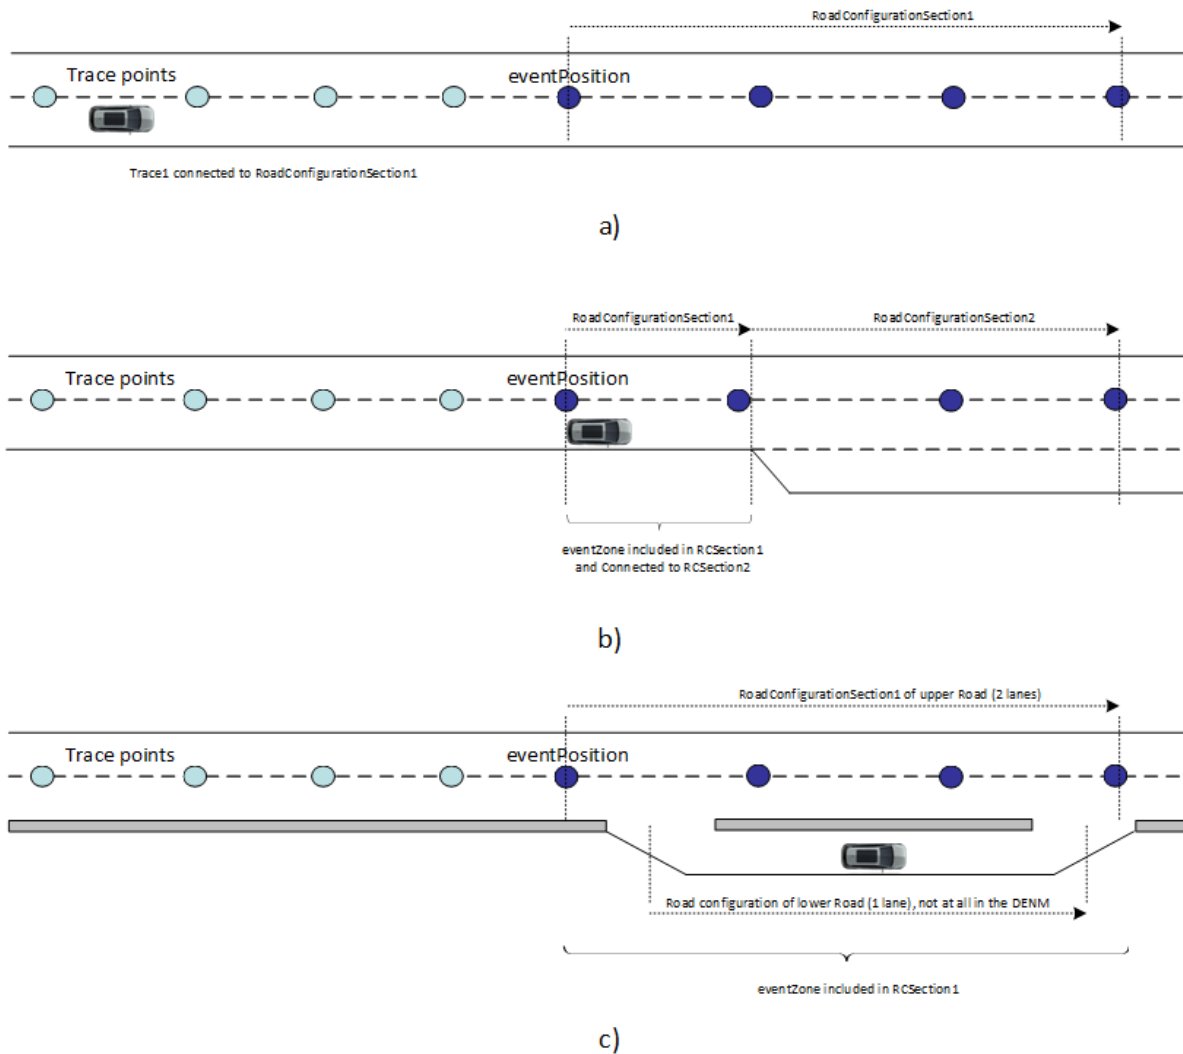 RoadConfigurationSection1
Trace points
eventPosition
Trace1 connected to RoadConfigurationSection1
a)
RoadConfigurationSection1
RoadConfigurationSection2
Trace points
eventPosition
eventZone included in RCSection1
and Connected to RCSection2
b)
RoadConfigurationSection1 of upper Road (2 lanes)
Trace points
eventPosition
Road configuration of lower Road (1 lane), not at all in the DENM
eventZone included in RCSection1
c)